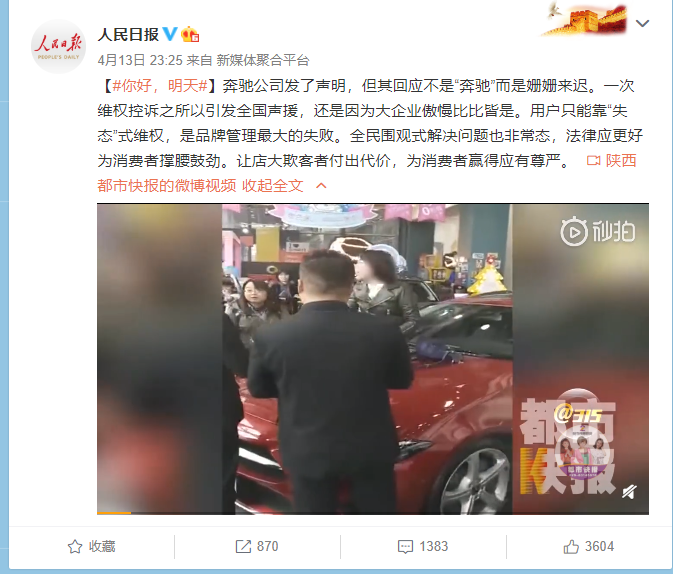 人民日报
PEOPLE'S DAILY
人民日报
4月13日 23:25 来自 新媒体聚合平台
【#你好，明天#】奔驰公司发了声明，但其回应不是“奔驰”而是姗姗来迟。一次
维权控诉之所以引发全国声援，还是因为大企业傲慢比比皆是。用户只能靠“失
态”式维权，是品牌管理最大的失败。全民围观式解决问题也非常态，法律应更好
为消费者撑腰鼓劲。让店大欺客者付出代价，为消费者赢得应有尊严。 陕西
都市快报的微博视频 收起全文
秒拍
@315
都市
快报
收藏
870
1383
3604